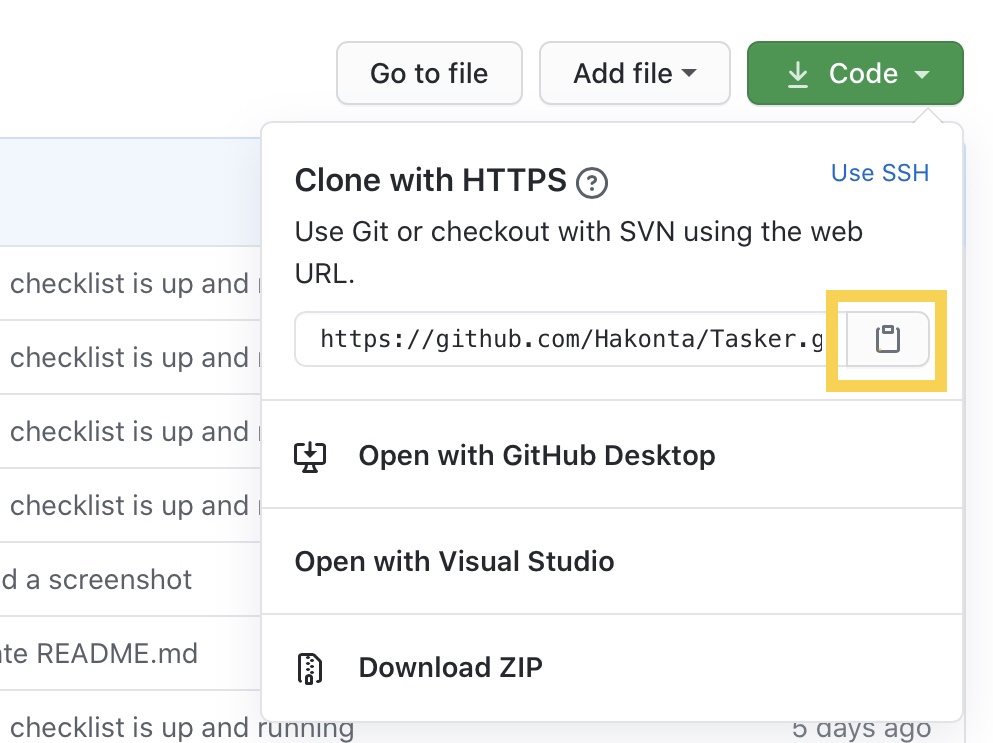 Go to file
Add file
Code
Clone with HTTPS
Use SSH
Use Git or checkout with SVN using the web
URL.
https://github.com/Hakonta/Tasker.g
Open with GitHub Desktop
Open with Visual Studio
Download ZIP
checklist is up and
checklist is up and
checklist is up and
checklist is up and
d a screenshot
README.md
checklist is up and running
5 days ago